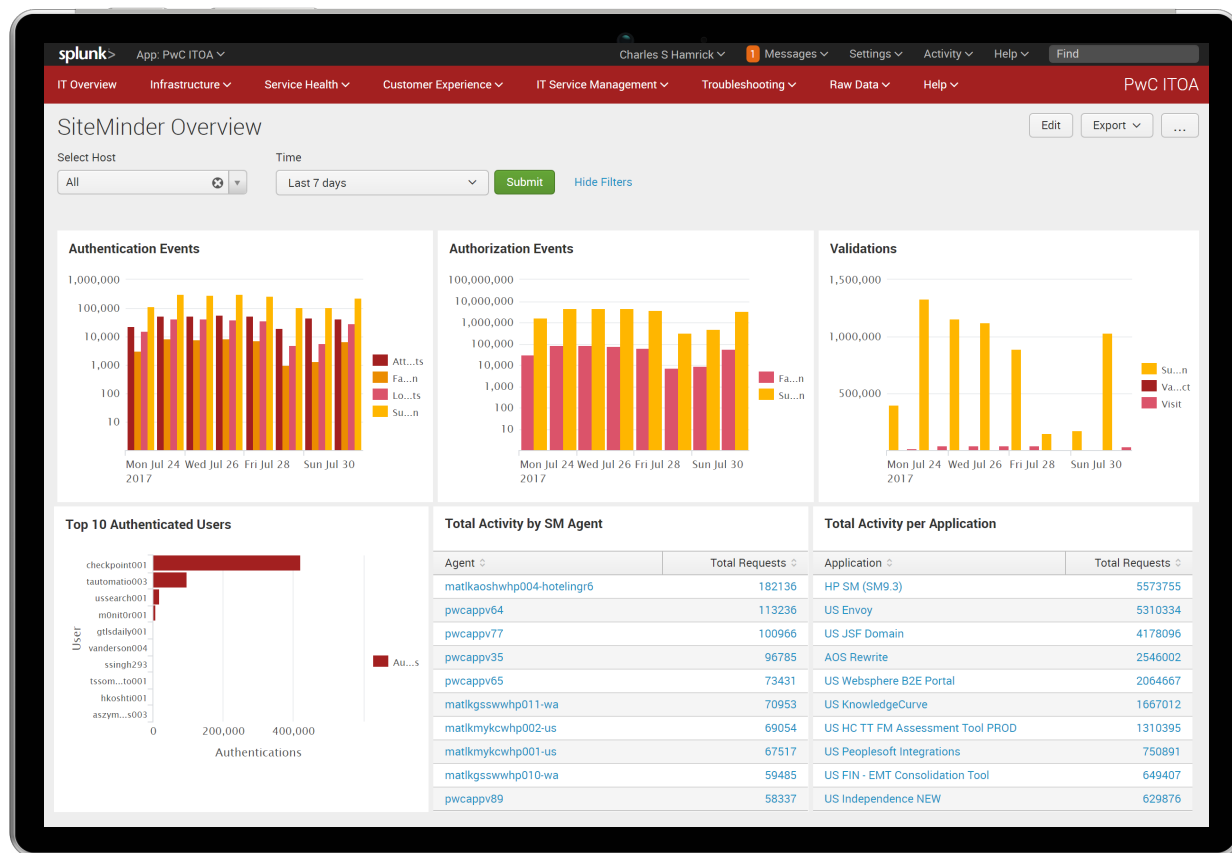 splunk> App: PwC ITOA Charles S Hamrick 1 Messages Settings Activity Help Find
IT Overview Infrastructure Service Health Customer Experience IT Service Management Troubleshooting Raw Data Help PwC ITOA
SiteMinder Overview Edit Export ...
Select Host Time
All Last 7 days Submit Hide Filters
Authentication Events
1,000,000
100,000
10,000
1,000
100
10
Att...ts
Fa...n
Lo...ts
Su...n
Mon Jul 24 Wed Jul 26 Fri Jul 28 Sun Jul 30
2017
Authorization Events
100,000,000
10,000,000
1,000,000
100,000
10,000
1,000
100
10
Fa...n
Su...n
Mon Jul 24 Wed Jul 26 Fri Jul 28 Sun Jul 30
2017
Validations
1,500,000
1,000,000
500,000
Su...n
Va...ct
Visit
Mon Jul 24 Wed Jul 26 Fri Jul 28 Sun Jul 30
2017
Top 10 Authenticated Users
User
checkpoint001
tautomatio003
ussearch001
m0nit0r001
gtlsdaily001
vanderson004
ssingh293
tssom...to001
hkoshti001
aszym...s003
Au...s
0 200,000 400,000
Authentications
Total Activity by SM Agent
Agent Total Requests
matlkaoshwhp004-hotelingr6 182136
pwcappv64 113236
pwcappv77 100966
pwcappv35 96785
pwcappv65 73431
matlkgsswwhp011-wa 70953
matlkmykcwhp002-us 69054
matlkmykcwhp001-us 67517
matlkgsswwhp010-wa 59485
pwcappv89 58337
Total Activity per Application
Application Total Requests
HP SM (SM9.3) 5573755
US Envoy 5310334
US JSF Domain 4178096
AOS Rewrite 2546002
US Websphere B2E Portal 2064667
US KnowledgeCurve 1667012
US HC TT FM Assessment Tool PROD 1310395
US Peoplesoft Integrations 750891
US FIN - EMT Consolidation Tool 649407
US Independence NEW 629876